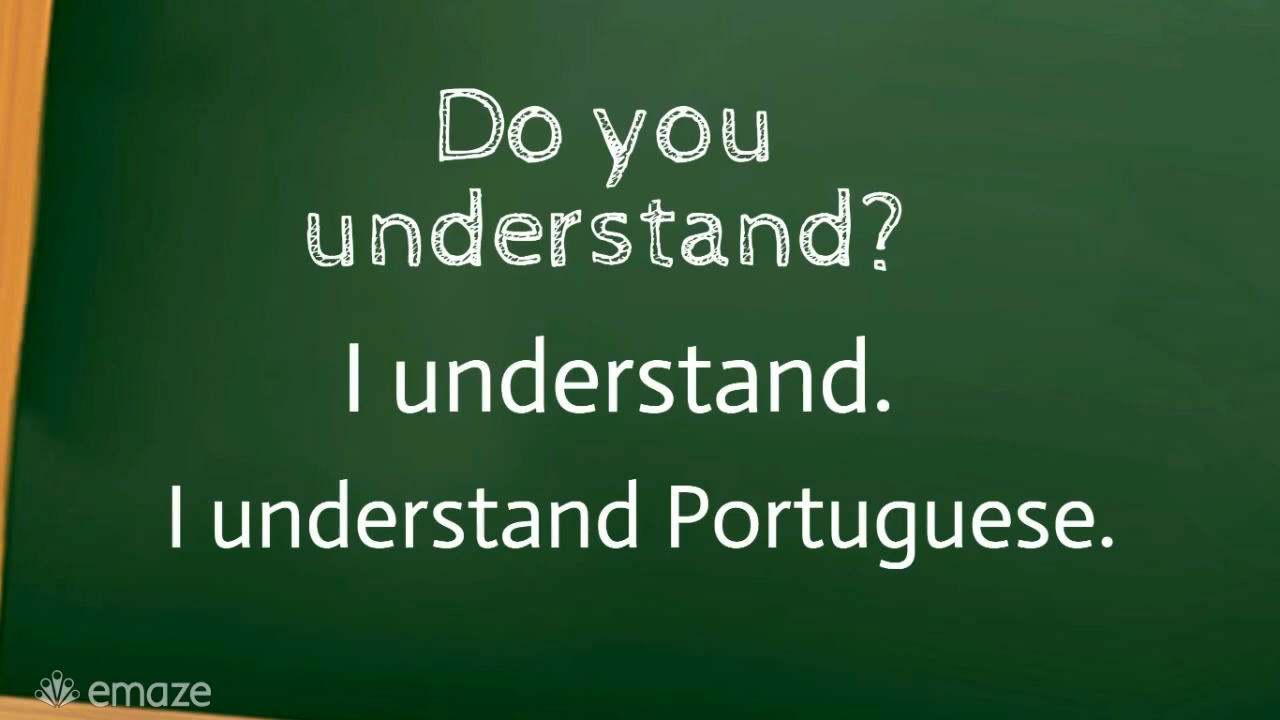 Do you
understand?
I understand.
I understand Portuguese.
emaze